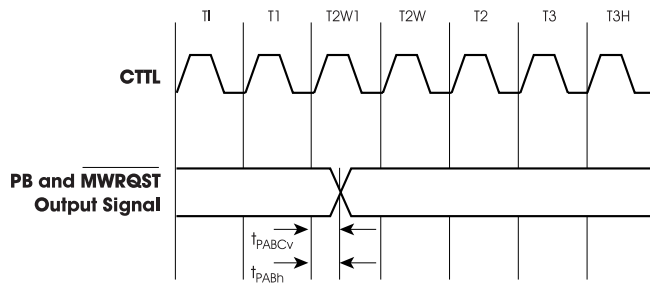 TI T1 T2W1 T2W T2 T3 T3H
CTTL
PB and MWRQST
Output Signal
tPABCv
tPABh